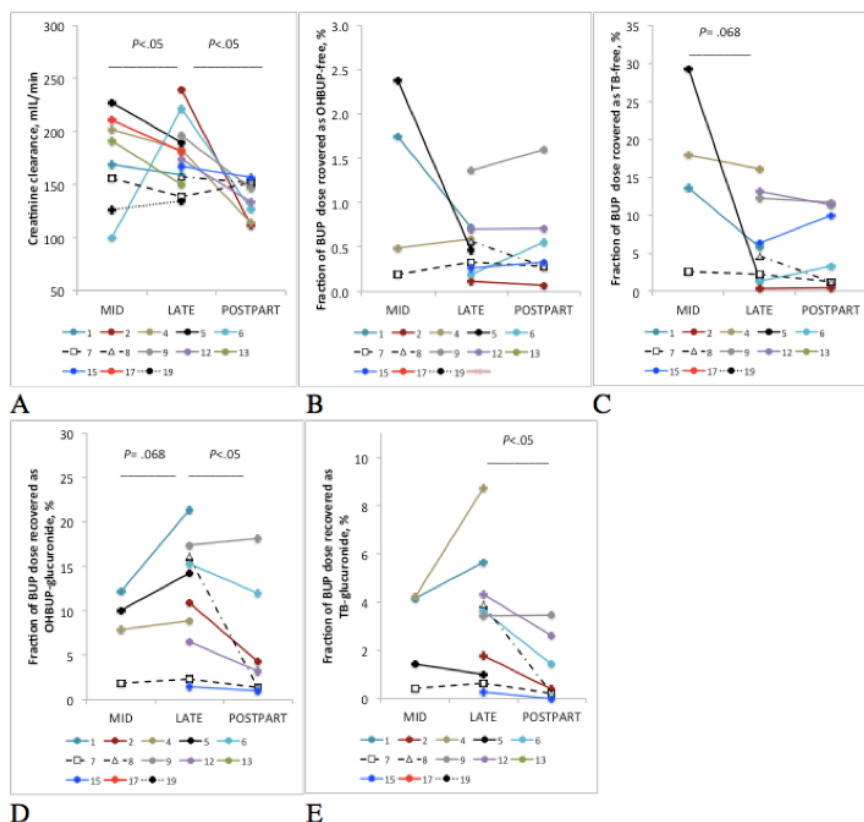 P<.05 P<.05
Creatinine clearance, mlL/min
300
250
200
150
100
50
MID LATE POSTPART
1 2 4 5 6
7 8 9 12 13
15 17 19
A
Fraction of BUP dose rcovered as OHBUP-free, %
3.0
2.5
2.0
1.5
1.0
0.5
0.0
MID LATE POSTPART
1 2 4 5 6
7 8 9 12 13
15 17 19
B
P= .068
Fraction of BUP dose recovered as TB-free, %
35
30
25
20
15
10
5
0
MID LATE POSTPART
1 2 4 5 6
7 8 9 12 13
15 17 19
C
P= .068 P<.05
Fraction of BUP dose recovered as
OHBUP-glucuronide, %
30
25
20
15
10
5
0
MID LATE POSTPART
1 2 4 5 6
7 8 9 12 13
15 17 19
D
P<.05
Fraction of BUP dose recovered as
TB-glucuronide, %
10
8
6
4
2
0
MID LATE POSTPART
1 2 4 5 6
7 8 9 12 13
15 17 19
E